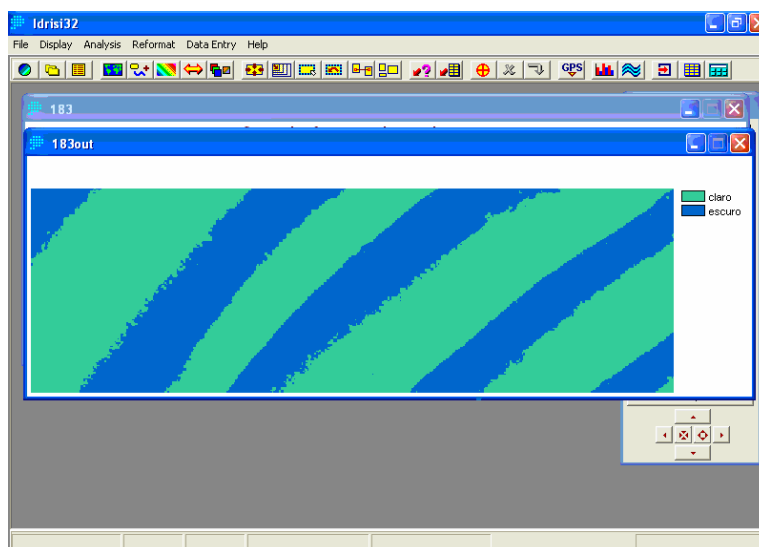 Idrisi32
File Display Analysis Reformat Data Entry Help
GPS
183
183out
claro
escuro